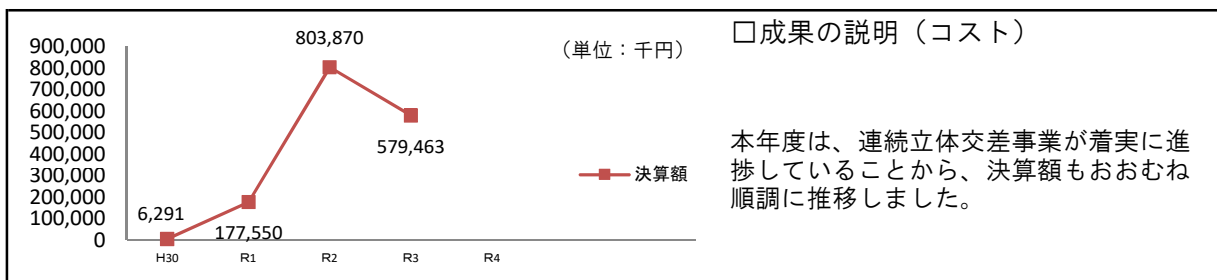 900,000
800,000
700,000
600,000
500,000
400,000
300,000
200,000
100,000
0
6,291
177,550
803,870
579,463
H30
R1
R2
R3
R4
(単位:千円)
決算額
□成果の説明(コスト)
本年度は、連続立体交差事業が着実に進
捗していることから、決算額もおおむね
順調に推移しました。